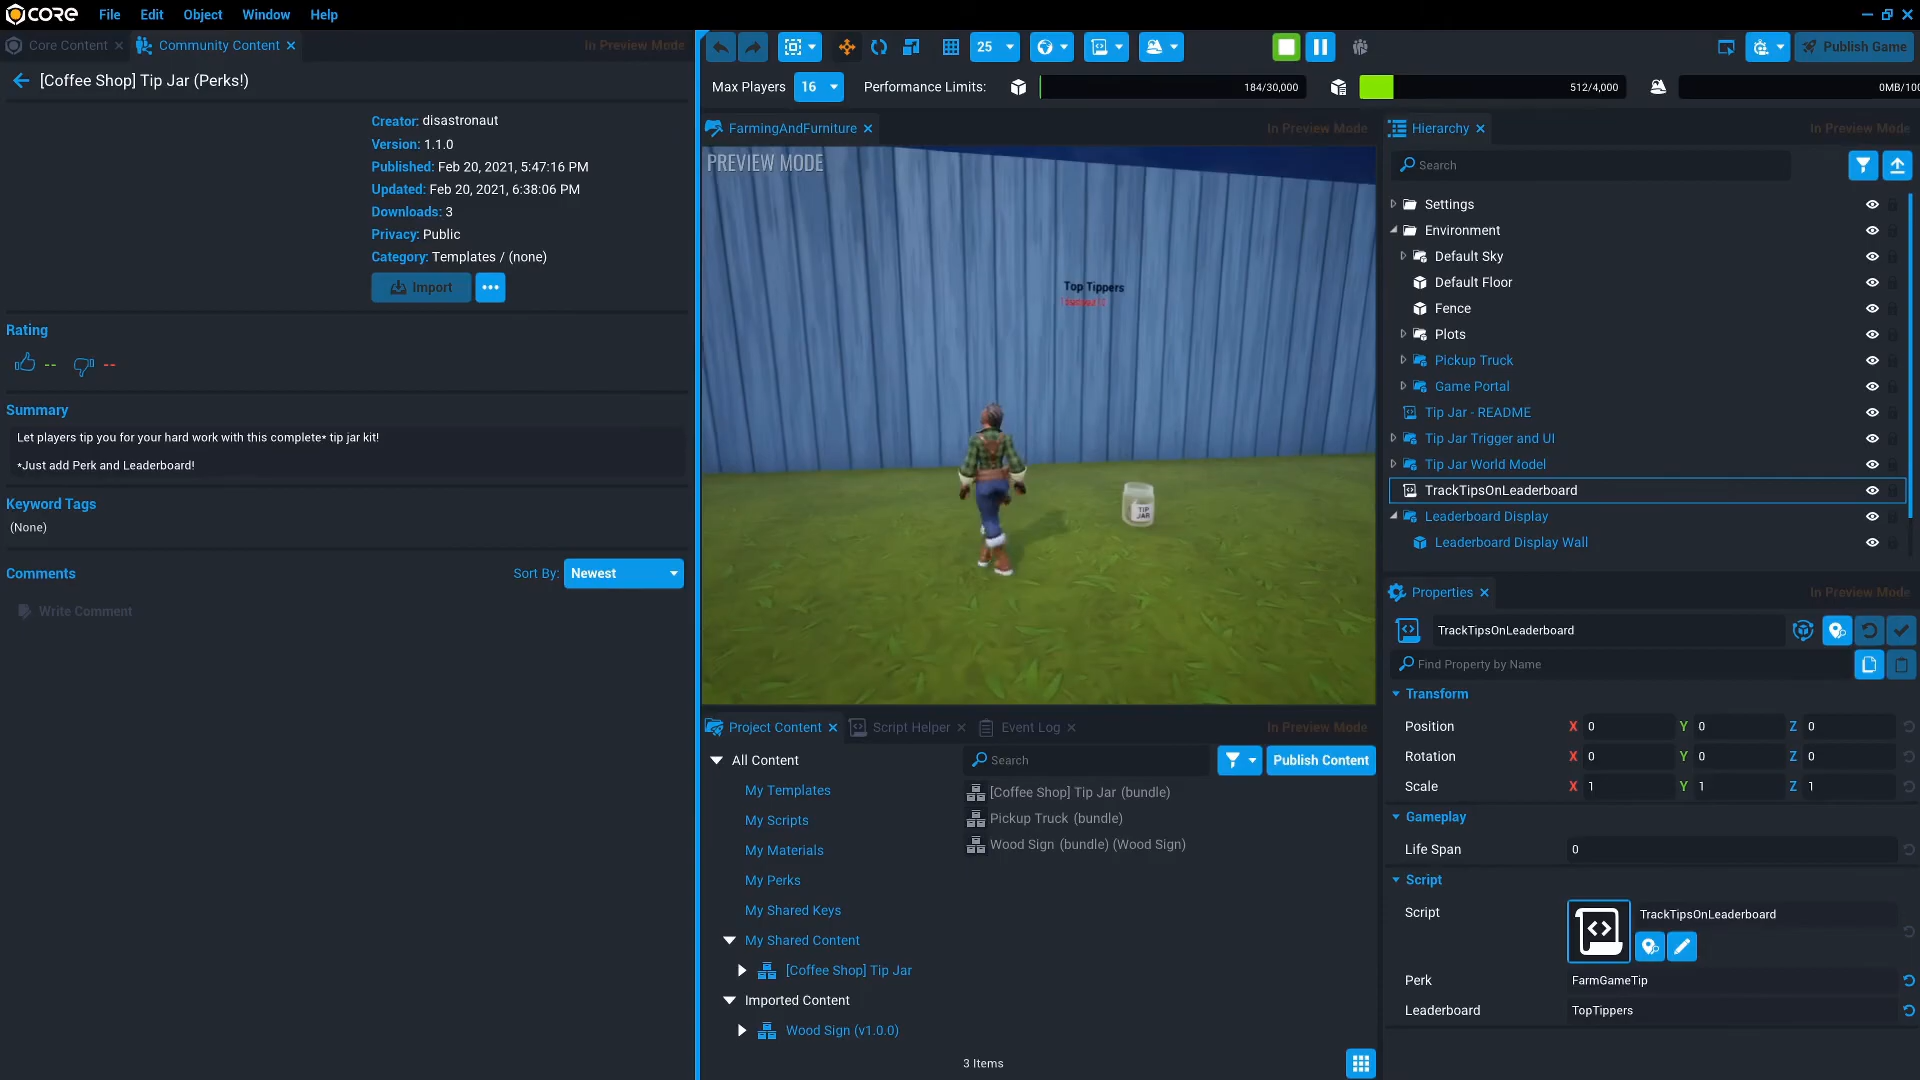 CORE File Edit Object Window Help
Core Content Community Content In Preview Mode
[Coffee Shop] Tip Jar (Perks!)
Creator: disastronaut
Version: 1.1.0
Published: Feb 20, 2021, 5:47:16 PM
Updated: Feb 20, 2021, 6:38:06 PM
Downloads: 3
Privacy: Public
Category: Templates / (none)
Import
Rating
-- --
Summary
Let players tip you for your hard work with this complete* tip jar kit!
*Just add Perk and Leaderboard!
Keyword Tags
(None)
Comments Sort By: Newest
Write Comment
25 Publish Game
Max Players 16 Performance Limits: 184/30,000 512/4,000 0MB/100
FarmingAndFurniture In Preview Mode
PREVIEW MODE
Top Tippers
TIP
JAR
Project Content Script Helper Event Log In Preview Mode
All Content
My Templates
My Scripts
My Materials
My Perks
My Shared Keys
My Shared Content
[Coffee Shop] Tip Jar
Imported Content
Wood Sign (v1.0.0)
Search Publish Content
[Coffee Shop] Tip Jar (bundle)
Pickup Truck (bundle)
Wood Sign (bundle) (Wood Sign)
3 Items
Hierarchy In Preview Mode
Search
Settings
Environment
Default Sky
Default Floor
Fence
Plots
Pickup Truck
Game Portal
Tip Jar - README
Tip Jar Trigger and UI
Tip Jar World Model
TrackTipsOnLeaderboard
Leaderboard Display
Leaderboard Display Wall
Properties In Preview Mode
TrackTipsOnLeaderboard
Find Property by Name
Transform
Position X 0 Y 0 Z 0
Rotation X 0 Y 0 Z 0
Scale X 1 Y 1 Z 1
Gameplay
Life Span 0
Script
Script TrackTipsOnLeaderboard
Perk FarmGameTip
Leaderboard TopTippers